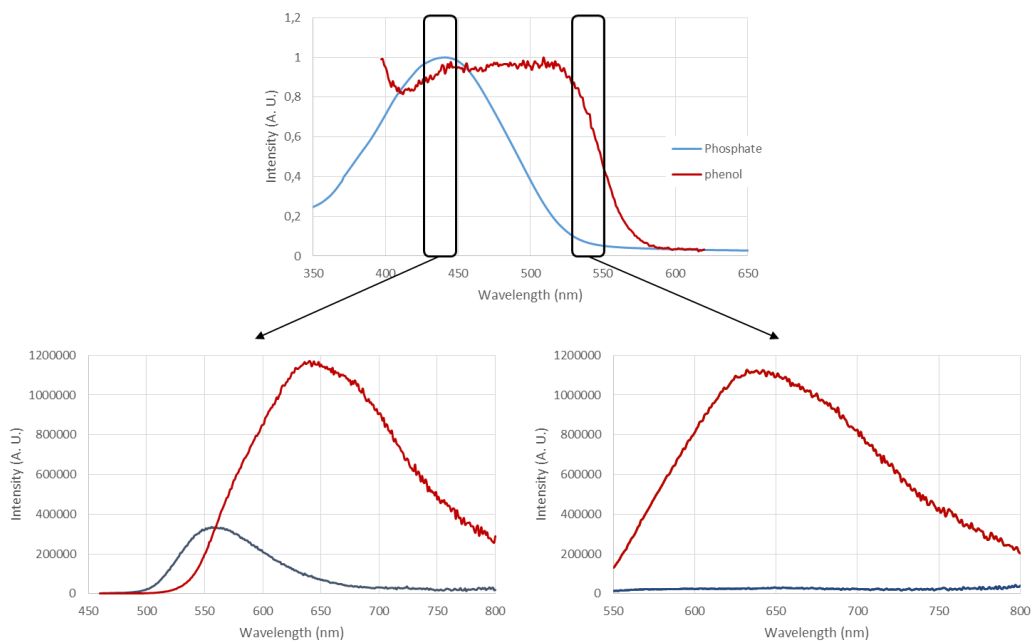 1,2
1
0,8
0,6
0,4
0,2
0
Intensity (A. U.)
350 400 450 500 550 600 650
Wavelength (nm)
Phosphate
phenol
1200000
1000000
800000
600000
400000
200000
0
Intensity (A. U.)
450 500 550 600 650 700 750 800
Wavelength (nm)
1200000
1000000
800000
600000
400000
200000
0
Intensity (A. U.)
550 600 650 700 750 800
Wavelength (nm)